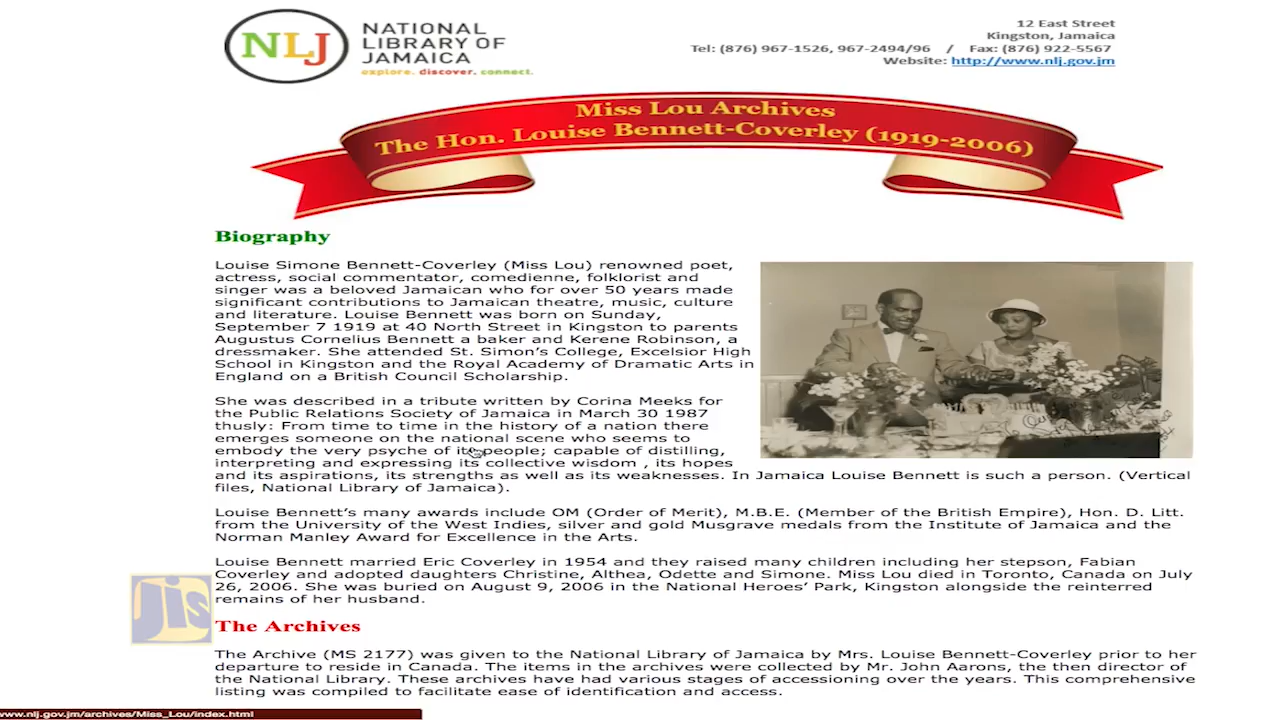 NLJ
NATIONAL
LIBRARY OF
JAMAICA
explore. discover. connect.
12 East Street
Kingston, Jamaica
Tel: (876) 967-1526, 967-2494/96 / Fax: (876) 922-5567
Website: http://www.nlj.gov.jm
Miss Lou Archives
The Hon. Louise Bennett-Coverley (1919-2006)
Biography
Louise Simone Bennett-Coverley (Miss Lou) renowned poet,
actress, social commentator, comedienne, folklorist and
singer was a beloved Jamaican who for over 50 years made
significant contributions to Jamaican theatre, music, culture
and literature. Louise Bennett was born on Sunday,
September 7 1919 at 40 North Street in Kingston to parents
Augustus Cornelius Bennett a baker and Kerene Robinson, a
dressmaker. She attended St. Simon's College, Excelsior High
School in Kingston and the Royal Academy of Dramatic Arts in
England on a British Council Scholarship.
She was described in a tribute written by Corina Meeks for
the Public Relations Society of Jamaica in March 30 1987
thusly: From time to time in the history of a nation there
emerges someone on the national scene who seems to
embody the very psyche of its people; capable of distilling,
interpreting and expressing its collective wisdom , its hopes
and its aspirations, its strengths as well as its weaknesses. In Jamaica Louise Bennett is such a person. (Vertical
files, National Library of Jamaica).
Louise Bennett's many awards include OM (Order of Merit), M.B.E. (Member of the British Empire), Hon. D. Litt.
from the University of the West Indies, silver and gold Musgrave medals from the Institute of Jamaica and the
Norman Manley Award for Excellence in the Arts.
Louise Bennett married Eric Coverley in 1954 and they raised many children including her stepson, Fabian
Coverley and adopted daughters Christine, Althea, Odette and Simone. Miss Lou died in Toronto, Canada on July
26, 2006. She was buried on August 9, 2006 in the National Heroes' Park, Kingston alongside the reinterred
remains of her husband.
JIS
The Archives
The Archive (MS 2177) was given to the National Library of Jamaica by Mrs. Louise Bennett-Coverley prior to her
departure to reside in Canada. The items in the archives were collected by Mr. John Aarons, the then director of
the National Library. These archives have had various stages of accessioning over the years. This comprehensive
listing was compiled to facilitate ease of identification and access.
www.nlj.gov.jm/archives/Miss_Lou/index.html